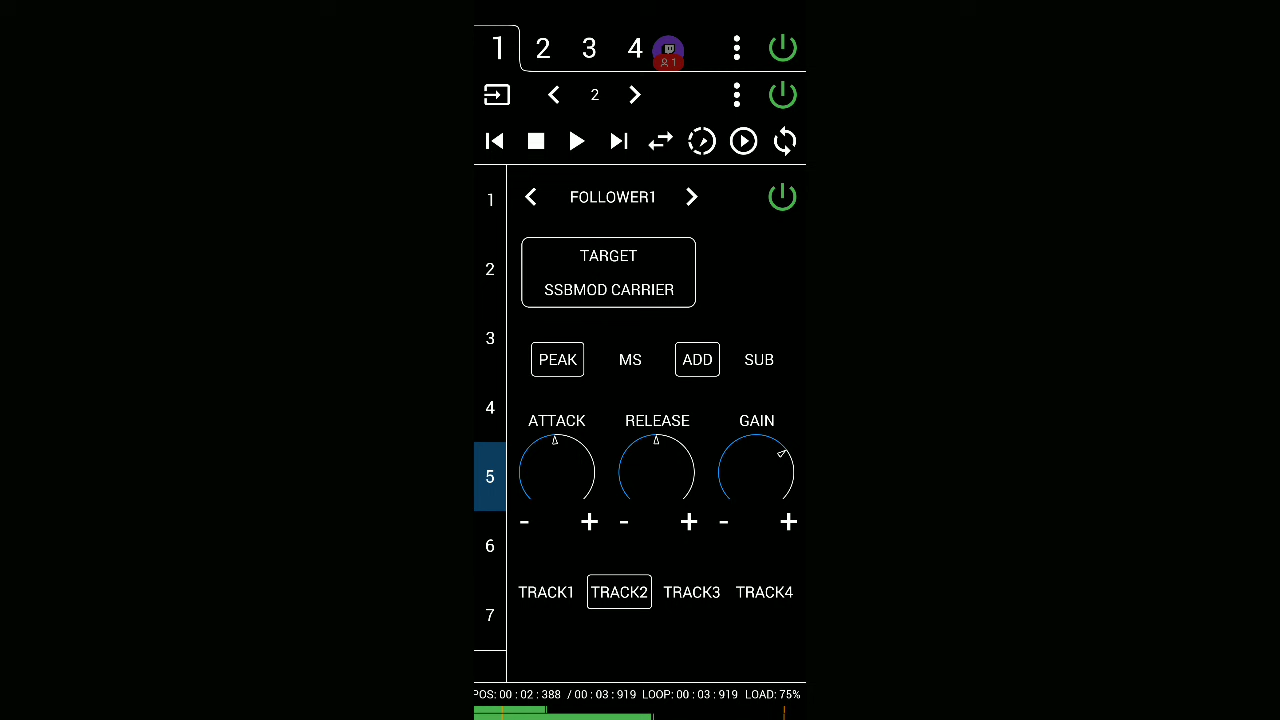 1 2 3 4 1
2
1 FOLLOWER1
TARGET
2
SSBMOD CARRIER
3
PEAK MS ADD SUB
4
ATTACK RELEASE GAIN
5
- + - + - +
6
TRACK1 TRACK2 TRACK3 TRACK4
7
POS: 00 : 02 : 388 / 00 : 03 : 919 LOOP: 00 : 03 : 919 LOAD: 75%